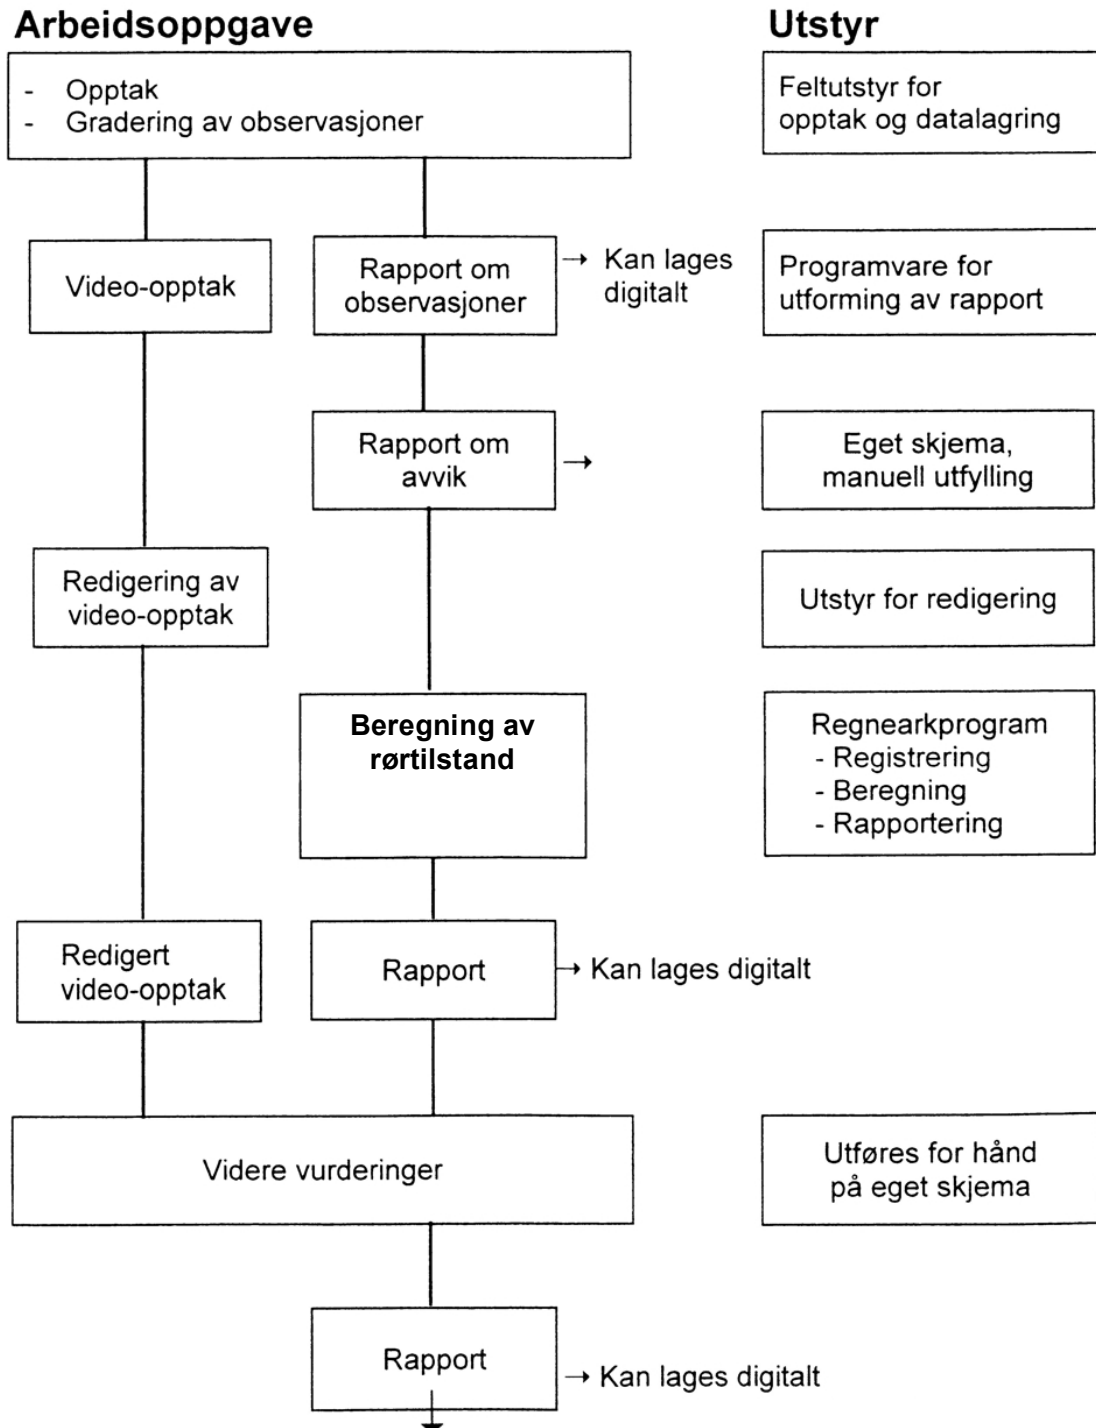 Arbeidsoppgave
Utstyr
- Opptak
- Gradering av observasjoner
Feltutstyr for
opptak og datalagring
Video-opptak
Rapport om
observasjoner
→ Kan lages
digitalt
Programvare for
utforming av rapport
Rapport om
avvik
→
Eget skjema,
manuell utfylling
Redigering av
video-opptak
Utstyr for redigering
Beregning av
rørtilstand
Regnearkprogram
- Registrering
- Beregning
- Rapportering
Redigert
video-opptak
Rapport
→ Kan lages digitalt
Videre vurderinger
Utføres for hånd
på eget skjema
Rapport
→ Kan lages digitalt